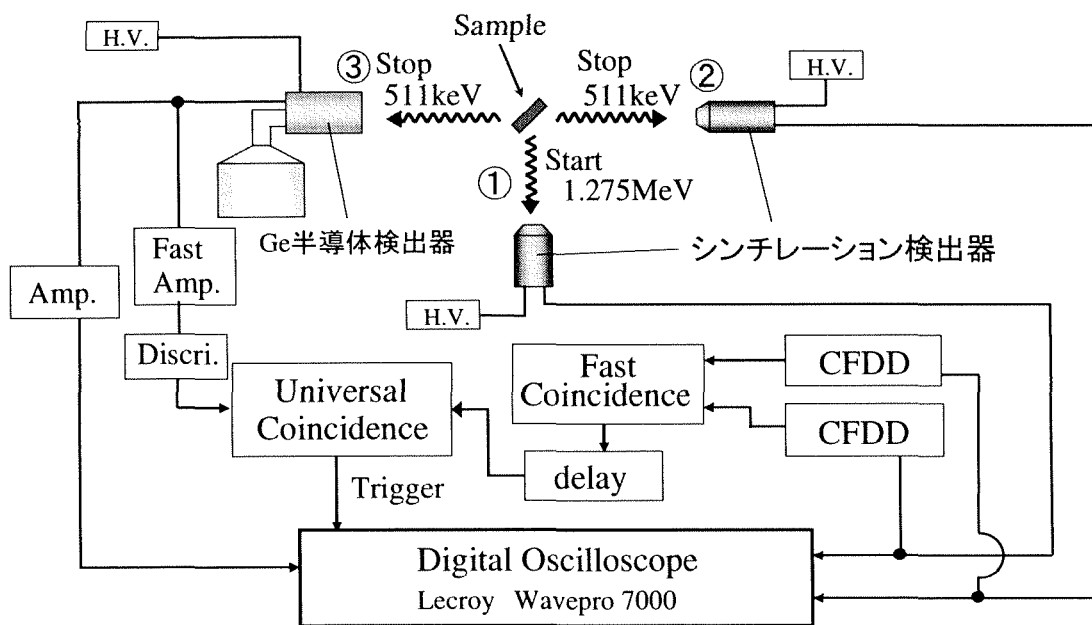 Sample
H.V.
③
Stop
511keV
Stop
511keV
②
H.V.
①
Start
1.275MeV
Ge半導体検出器
シンチレーション検出器
H.V.
Amp.
Fast
Amp.
Discri.
Universal
Coincidence
Fast
Coincidence
CFDD
CFDD
delay
Trigger
Digital Oscilloscope
Lecroy Wavepro 7000